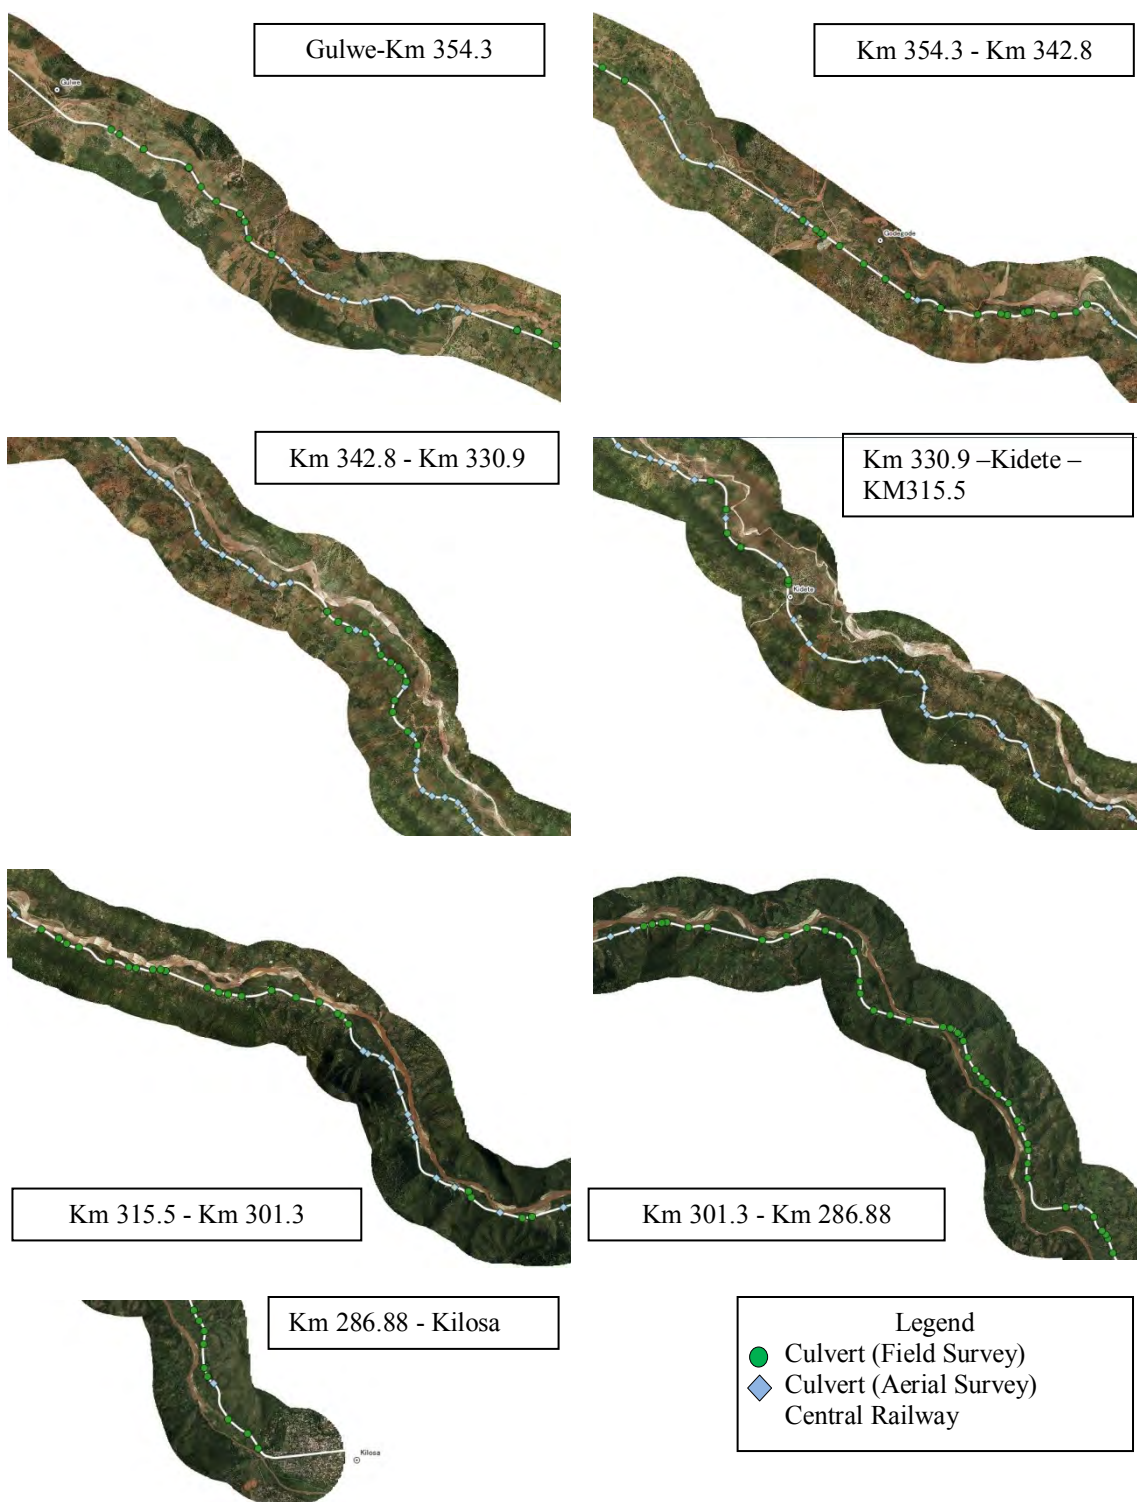 Gulwe-Km 354.3
Gulwe
Km 354.3 - Km 342.8
Godegode
Km 342.8 - Km 330.9
Km 330.9 –Kidete –
KM315.5
Kidete
Km 315.5 - Km 301.3
Km 301.3 - Km 286.88
Km 286.88 - Kilosa
Kilosa
Legend
Culvert (Field Survey)
Culvert (Aerial Survey)
Central Railway